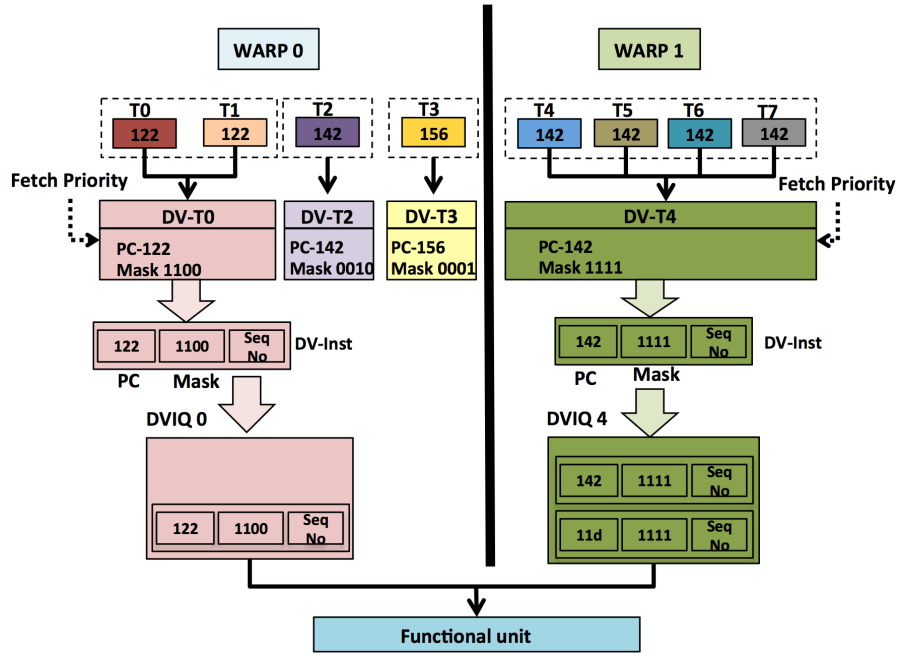 WARP 0
WARP 1
T0 T1 T2 T3
122 122 142 156
T4 T5 T6 T7
142 142 142 142
Fetch Priority
Fetch Priority
DV-T0
PC-122
Mask 1100
DV-T2
PC-142
Mask 0010
DV-T3
PC-156
Mask 0001
DV-T4
PC-142
Mask 1111
122 1100 Seq
No
DV-Inst
PC Mask
142 1111 Seq
No
DV-Inst
PC Mask
DVIQ 0
122 1100 Seq
No
DVIQ 4
142 1111 Seq
No
11d 1111 Seq
No
Functional unit